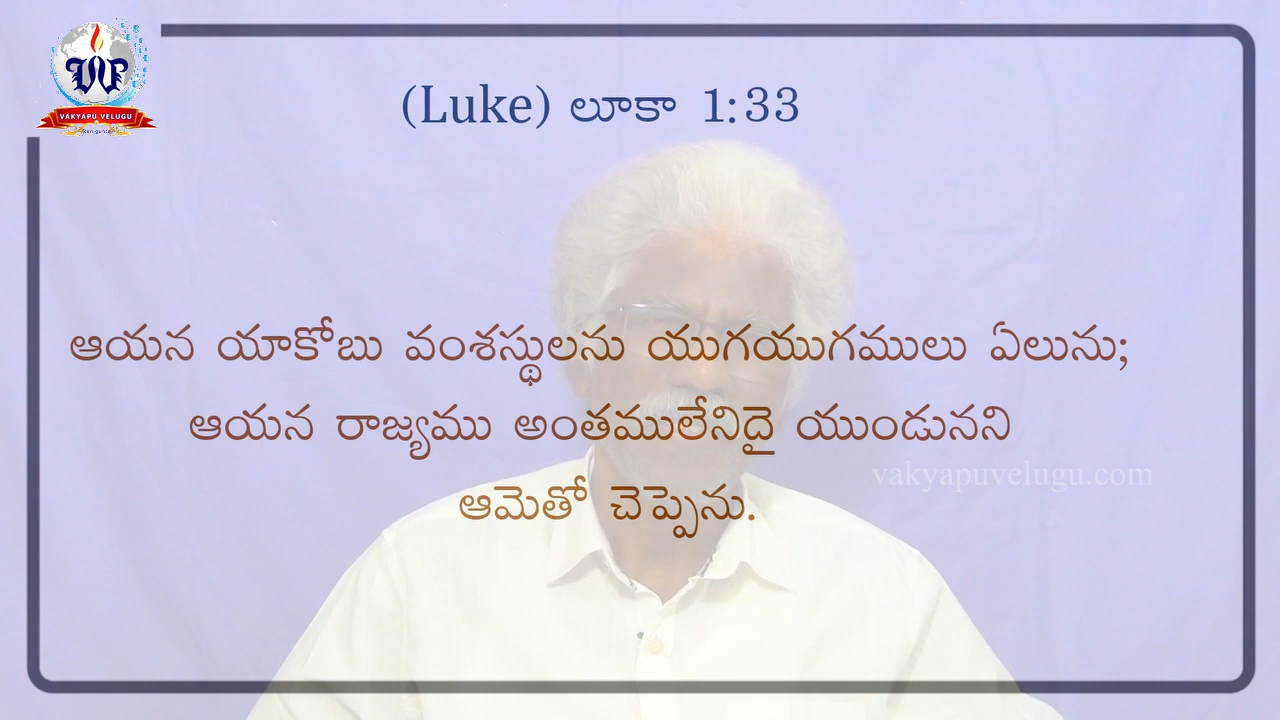 VAKYAPU VELUGU
(Luke) లూకా 1:33
ఆయన యాకోబు వంశస్థులను యుగయుగములు ఏలును;
ఆయన రాజ్యము అంతములేనిదై యుండునని
ఆమెతో చెప్పెను.
vakyapuvelugu.com